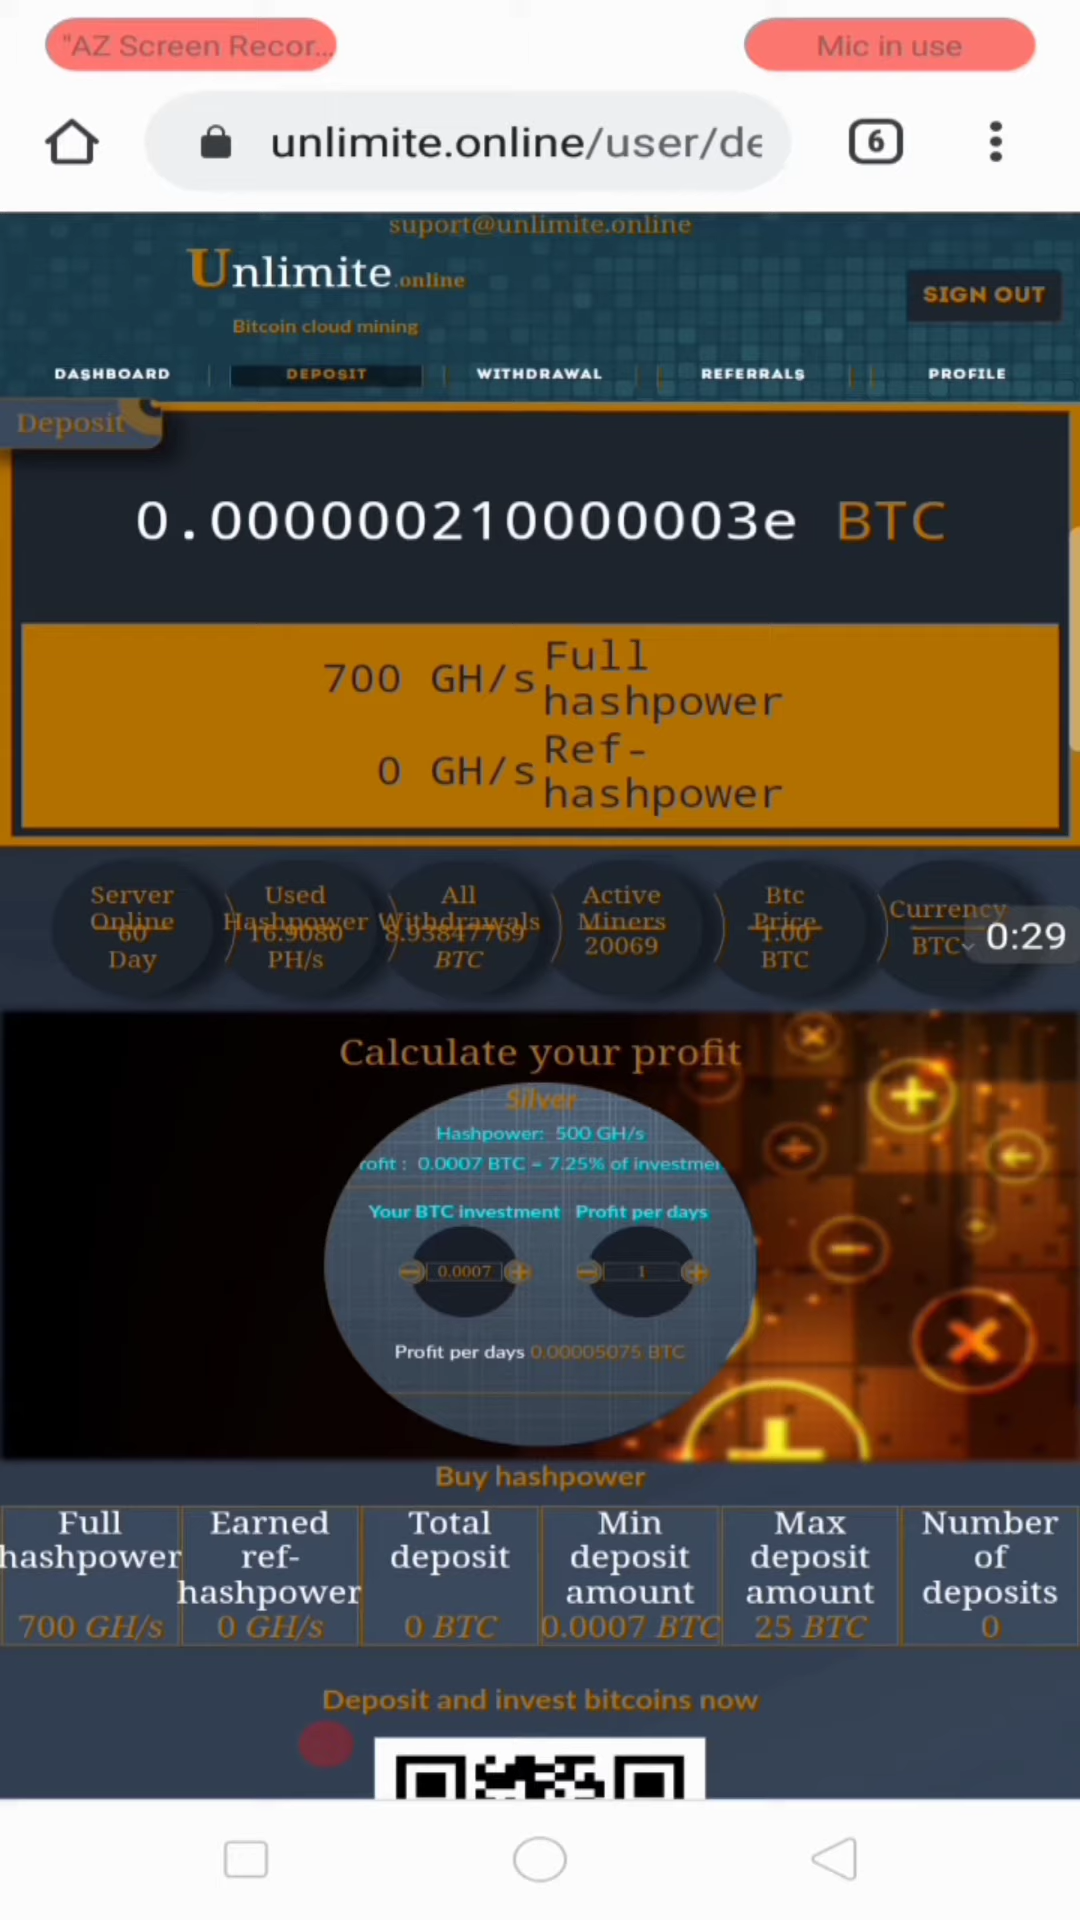 "AZ Screen Recor...
Mic in use
unlimite.online/user/de
6
suport@unlimite.online
Unlimite.online
Bitcoin cloud mining
SIGN OUT
DASHBOARD
DEPOSIT
WITHDRAWAL
REFERRALS
PROFILE
Deposit
0.000000210000003e BTC
700 GH/s Full
hashpower
0 GH/s Ref-
hashpower
Server
Online
60
Day
Used
Hashpower
16.9080
PH/s
All
Withdrawals
8.93847769
BTC
Active
Miners
20069
Btc
Price
1.00
BTC
Currency
BTC
0:29
Calculate your profit
Silver
Hashpower: 500 GH/s
rofit : 0.0007 BTC – 7.25% of investmen
Your BTC investment
Profit per days
0.0007
1
Profit per days 0.00005075 BTC
Buy hashpower
Full
hashpower
700 GH/s
Earned
ref-
hashpower
0 GH/s
Total
deposit
0 BTC
Min
deposit
amount
0.0007 BTC
Max
deposit
amount
25 BTC
Number
of
deposits
0
Deposit and invest bitcoins now